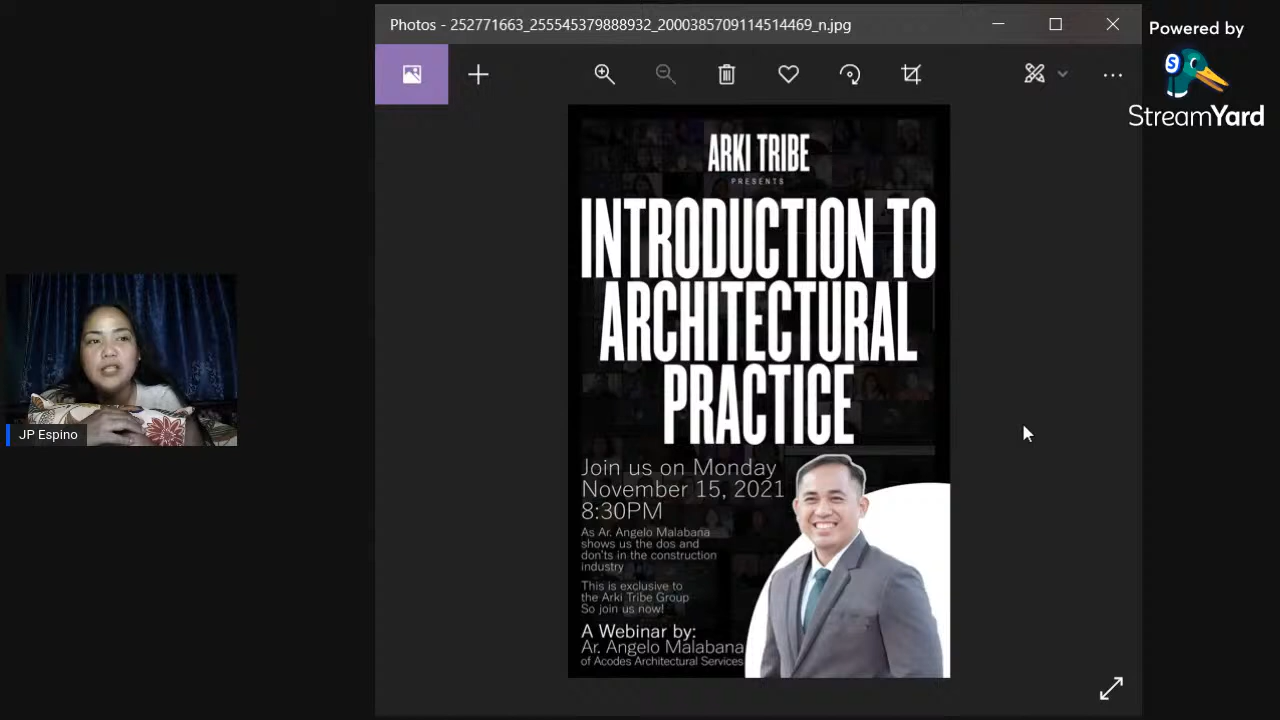 Photos - 252771663_255545379888932_2000385709114514469_n.jpg
Powered by
StreamYard
ARKI TRIBE
PRESENTS
INTRODUCTION TO
ARCHITECTURAL
PRACTICE
Join us on Monday
November 15, 2021
8:30PM
As Ar. Angelo Malabana
shows us the dos and
don'ts in the construction
industry
This is exclusive to
the Arki Tribe Group
So join us now!
A Webinar by:
Ar. Angelo Malabana
of Acodes Architectural Services
JP Espino